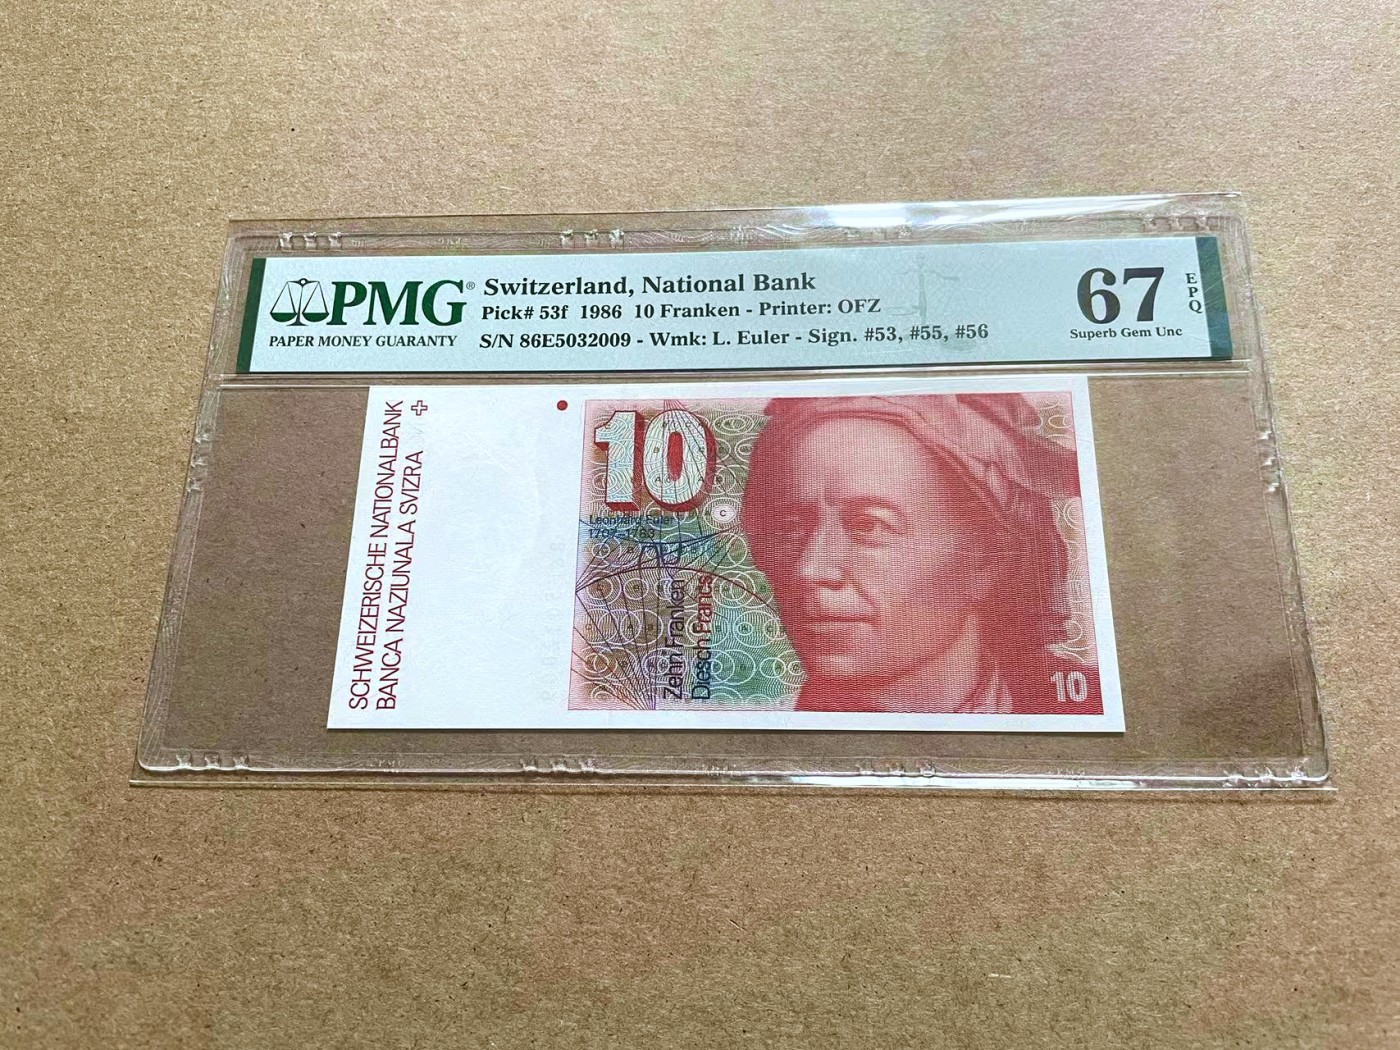 PMG®
PAPER MONEY GUARANTY
Switzerland, National Bank
Pick# 53f 1986 10 Franken - Printer: OFZ
S/N 86E5032009 - Wmk: L. Euler - Sign. #53, #55, #56
67
EPQ
Superb Gem Unc
SCHWEIZERISCHE NATIONALBANK
BANCA NAZIUNALA SVIZRA
10
Leonhard Euler
1707–1783
Zehn Franken
Diesch Francs
10